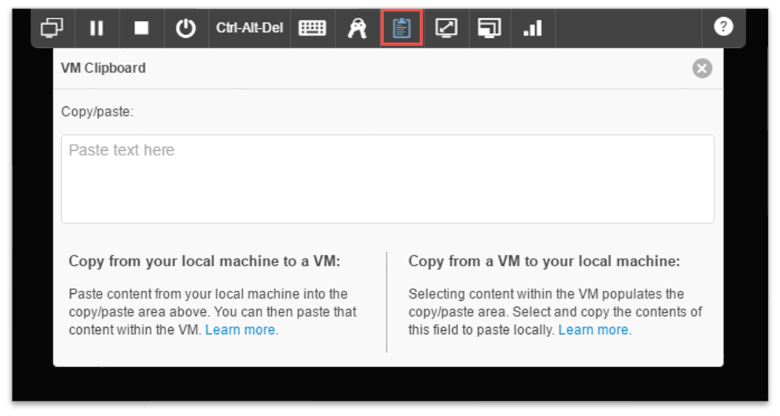 Ctrl-Alt-Del
?
VM Clipboard
Copy/paste:
Paste text here
Copy from your local machine to a VM:
Paste content from your local machine into the
copy/paste area above. You can then paste that
content within the VM. Learn more.
Copy from a VM to your local machine:
Selecting content within the VM populates the
copy/paste area. Select and copy the contents of
this field to paste locally. Learn more.